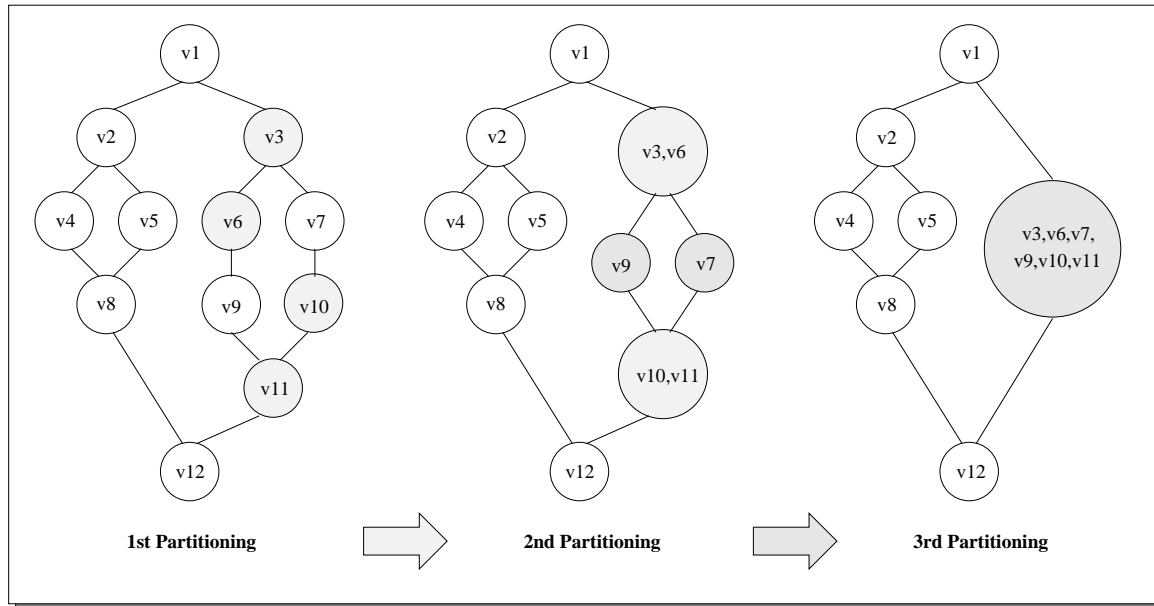 v1
v2
v3
v4
v5
v6
v7
v8
v9
v10
v11
v12
1st Partitioning
v1
v2
v3,v6
v4
v5
v9
v7
v8
v10,v11
v12
2nd Partitioning
v1
v2
v4
v5
v3,v6,v7,
v9,v10,v11
v8
v12
3rd Partitioning